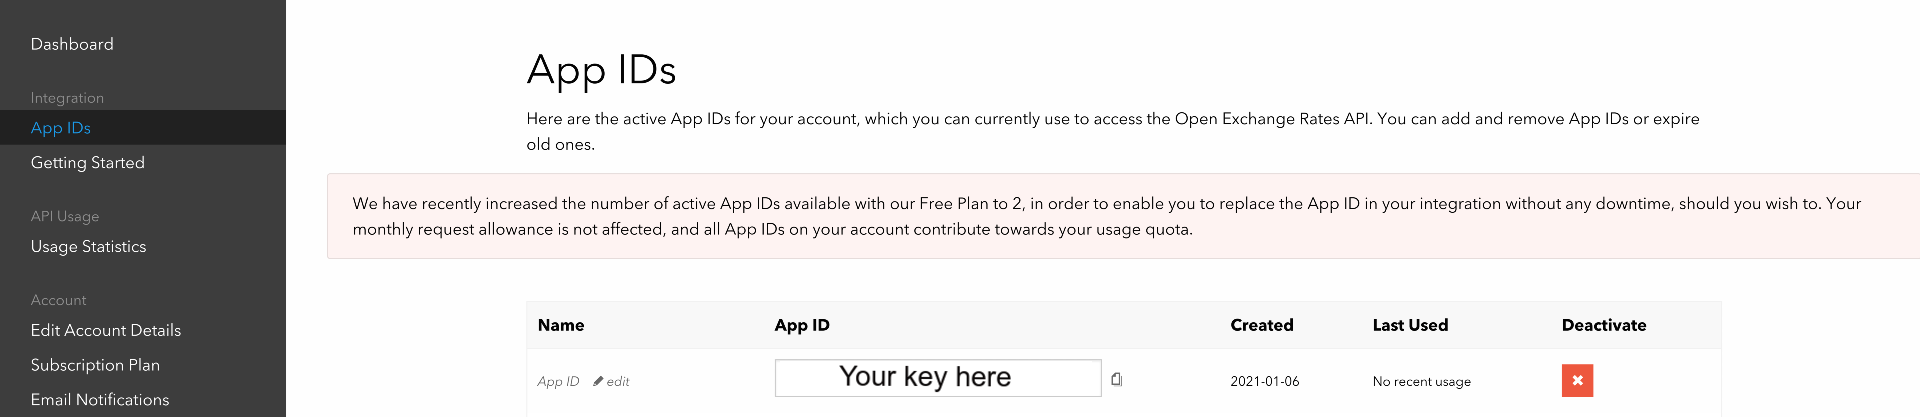 Dashboard
Integration
App IDs
Getting Started
API Usage
Usage Statistics
Account
Edit Account Details
Subscription Plan
Email Notifications
App IDs
Here are the active App IDs for your account, which you can currently use to access the Open Exchange Rates API. You can add and remove App IDs or expire
old ones.
We have recently increased the number of active App IDs available with our Free Plan to 2, in order to enable you to replace the App ID in your integration without any downtime, should you wish to. Your
monthly request allowance is not affected, and all App IDs on your account contribute towards your usage quota.
Name App ID Created Last Used Deactivate
App ID edit Your key here 2021-01-06 No recent usage